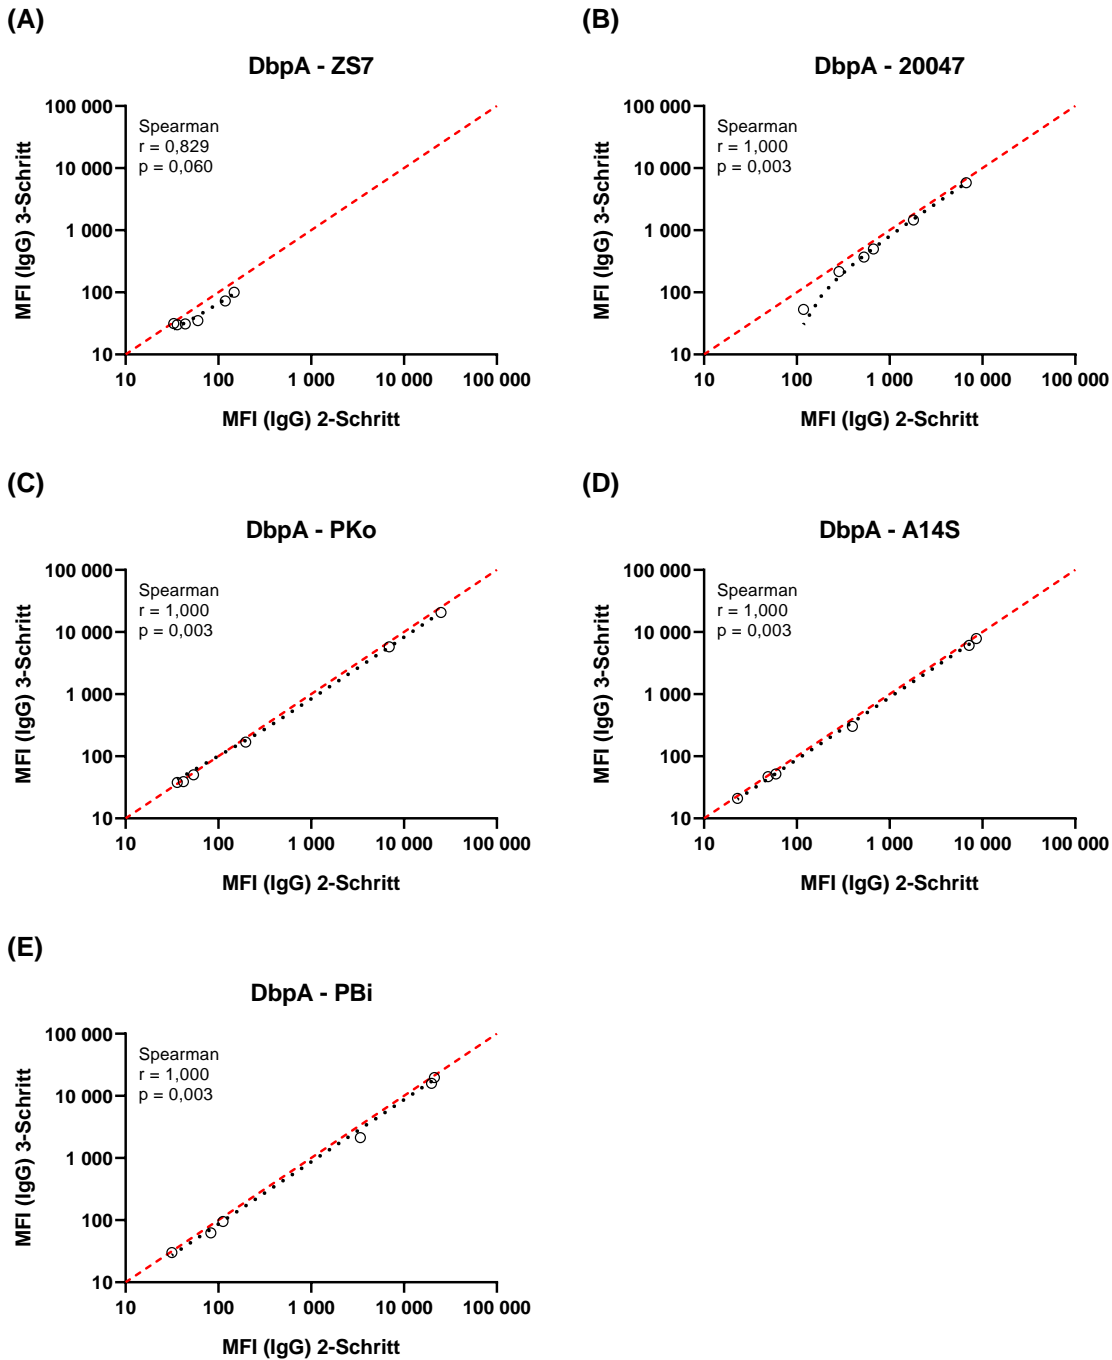 (A)
DbpA - ZS7
100 000
10 000
1 000
100
10
MFI (IgG) 3-Schritt
Spearman
r = 0,829
p = 0,060
10 100 1 000 10 000 100 000
MFI (IgG) 2-Schritt
(B)
DbpA - 20047
100 000
10 000
1 000
100
10
MFI (IgG) 3-Schritt
Spearman
r = 1,000
p = 0,003
10 100 1 000 10 000 100 000
MFI (IgG) 2-Schritt
(C)
DbpA - PKo
100 000
10 000
1 000
100
10
MFI (IgG) 3-Schritt
Spearman
r = 1,000
p = 0,003
10 100 1 000 10 000 100 000
MFI (IgG) 2-Schritt
(D)
DbpA - A14S
100 000
10 000
1 000
100
10
MFI (IgG) 3-Schritt
Spearman
r = 1,000
p = 0,003
10 100 1 000 10 000 100 000
MFI (IgG) 2-Schritt
(E)
DbpA - PBi
100 000
10 000
1 000
100
10
MFI (IgG) 3-Schritt
Spearman
r = 1,000
p = 0,003
10 100 1 000 10 000 100 000
MFI (IgG) 2-Schritt